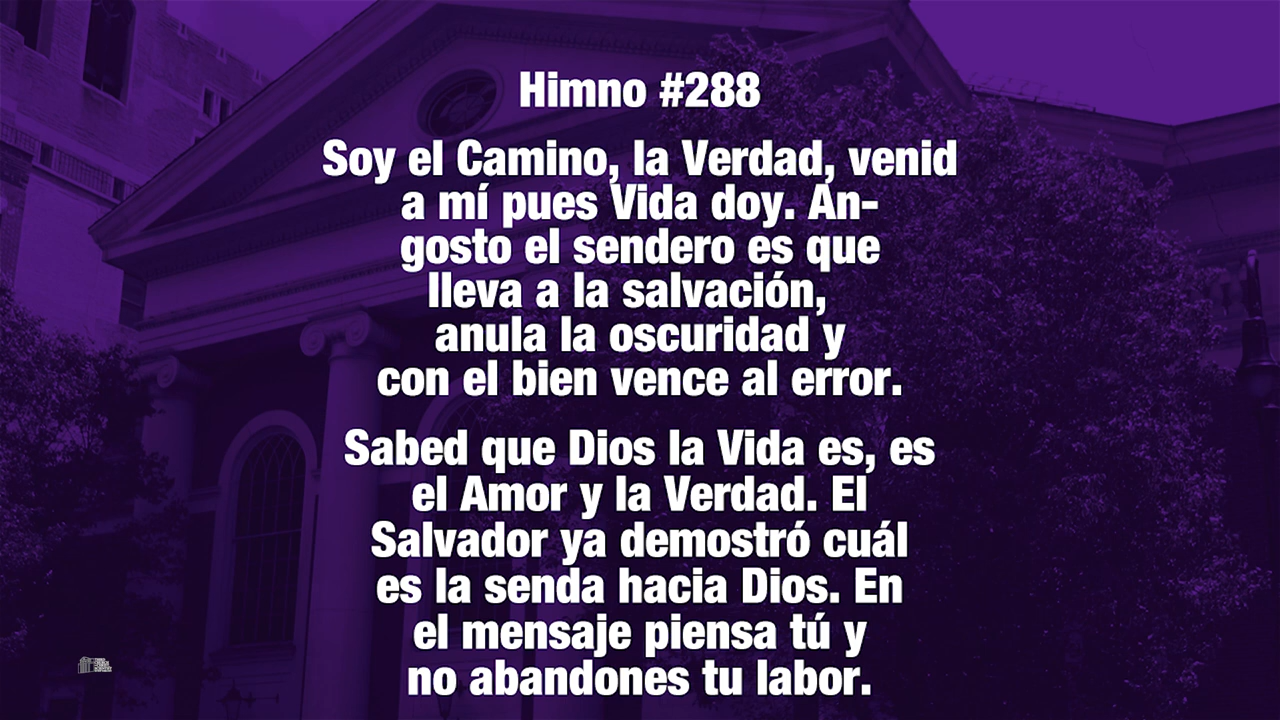 Himno #288
Soy el Camino, la Verdad, venid
a mí pues Vida doy. An-
gosto el sendero es que
lleva a la salvación,
anula la oscuridad y
con el bien vence al error.
Sabed que Dios la Vida es, es
el Amor y la Verdad. El
Salvador ya demostró cuál
es la senda hacia Dios. En
el mensaje piensa tú y
no abandones tu labor.